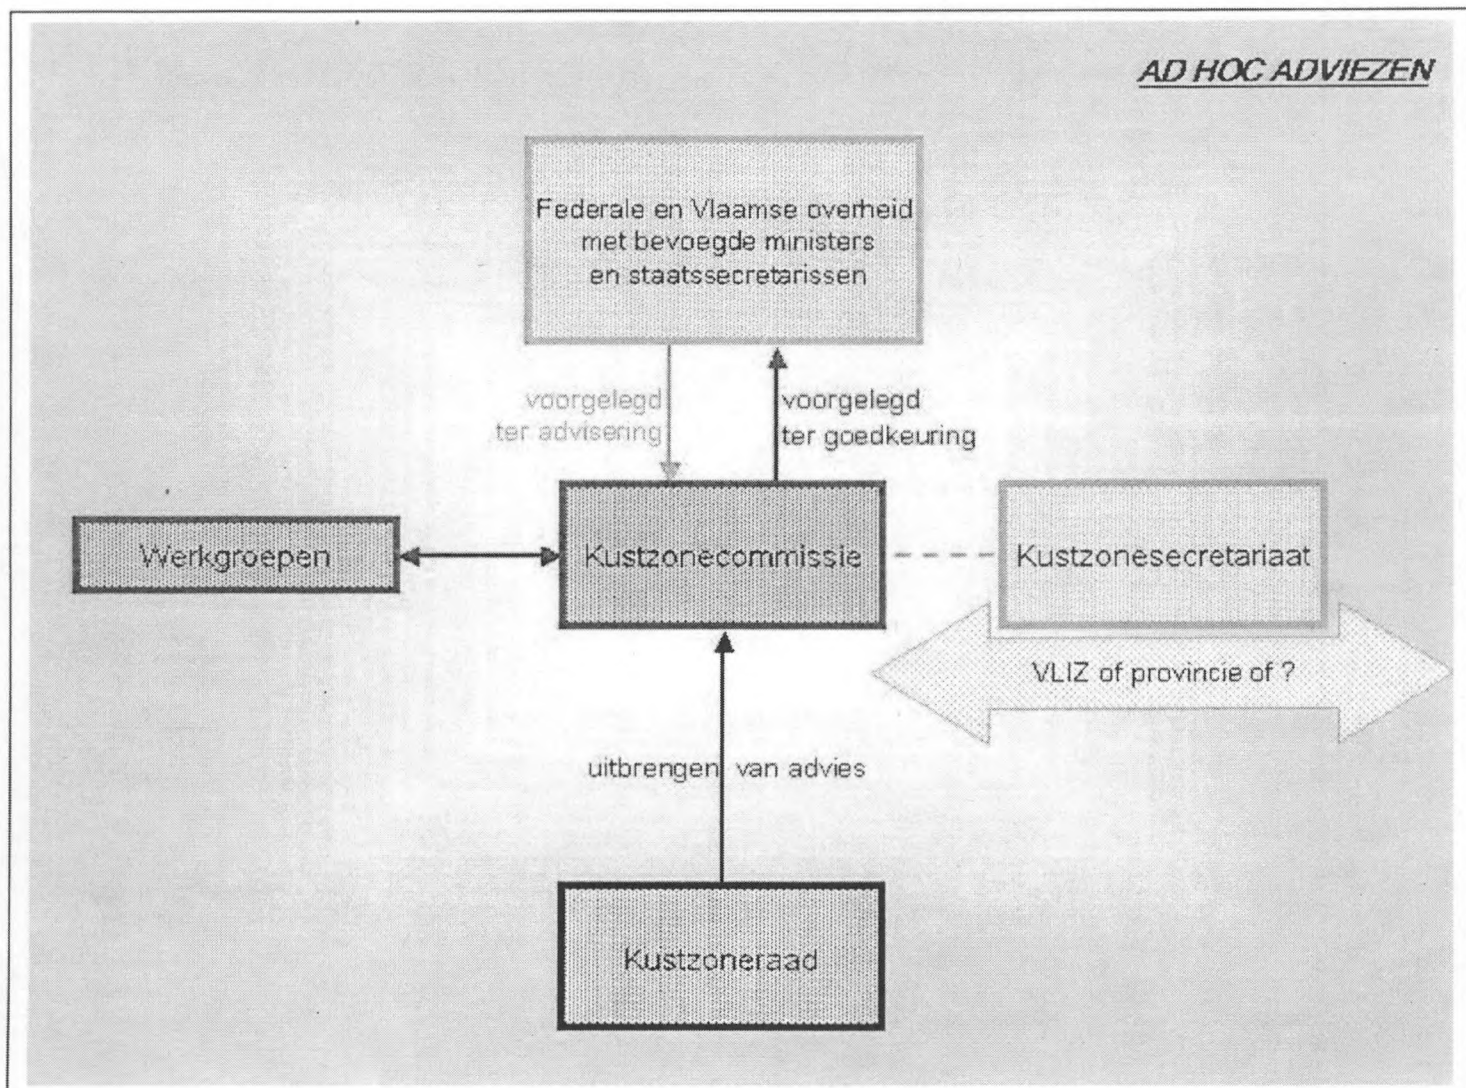 AD HOC ADVIEZEN
Federale en Vlaamse overheid
met bevoegde ministers
en staatssecretarissen
voorgelegd
ter advisering
voorgelegd
ter goedkeuring
Werkgroepen
Kustzonecommissie
Kustzonesecretariaat
VLIZ of provincie of ?
uitbrengen van advies
Kustzoneraad